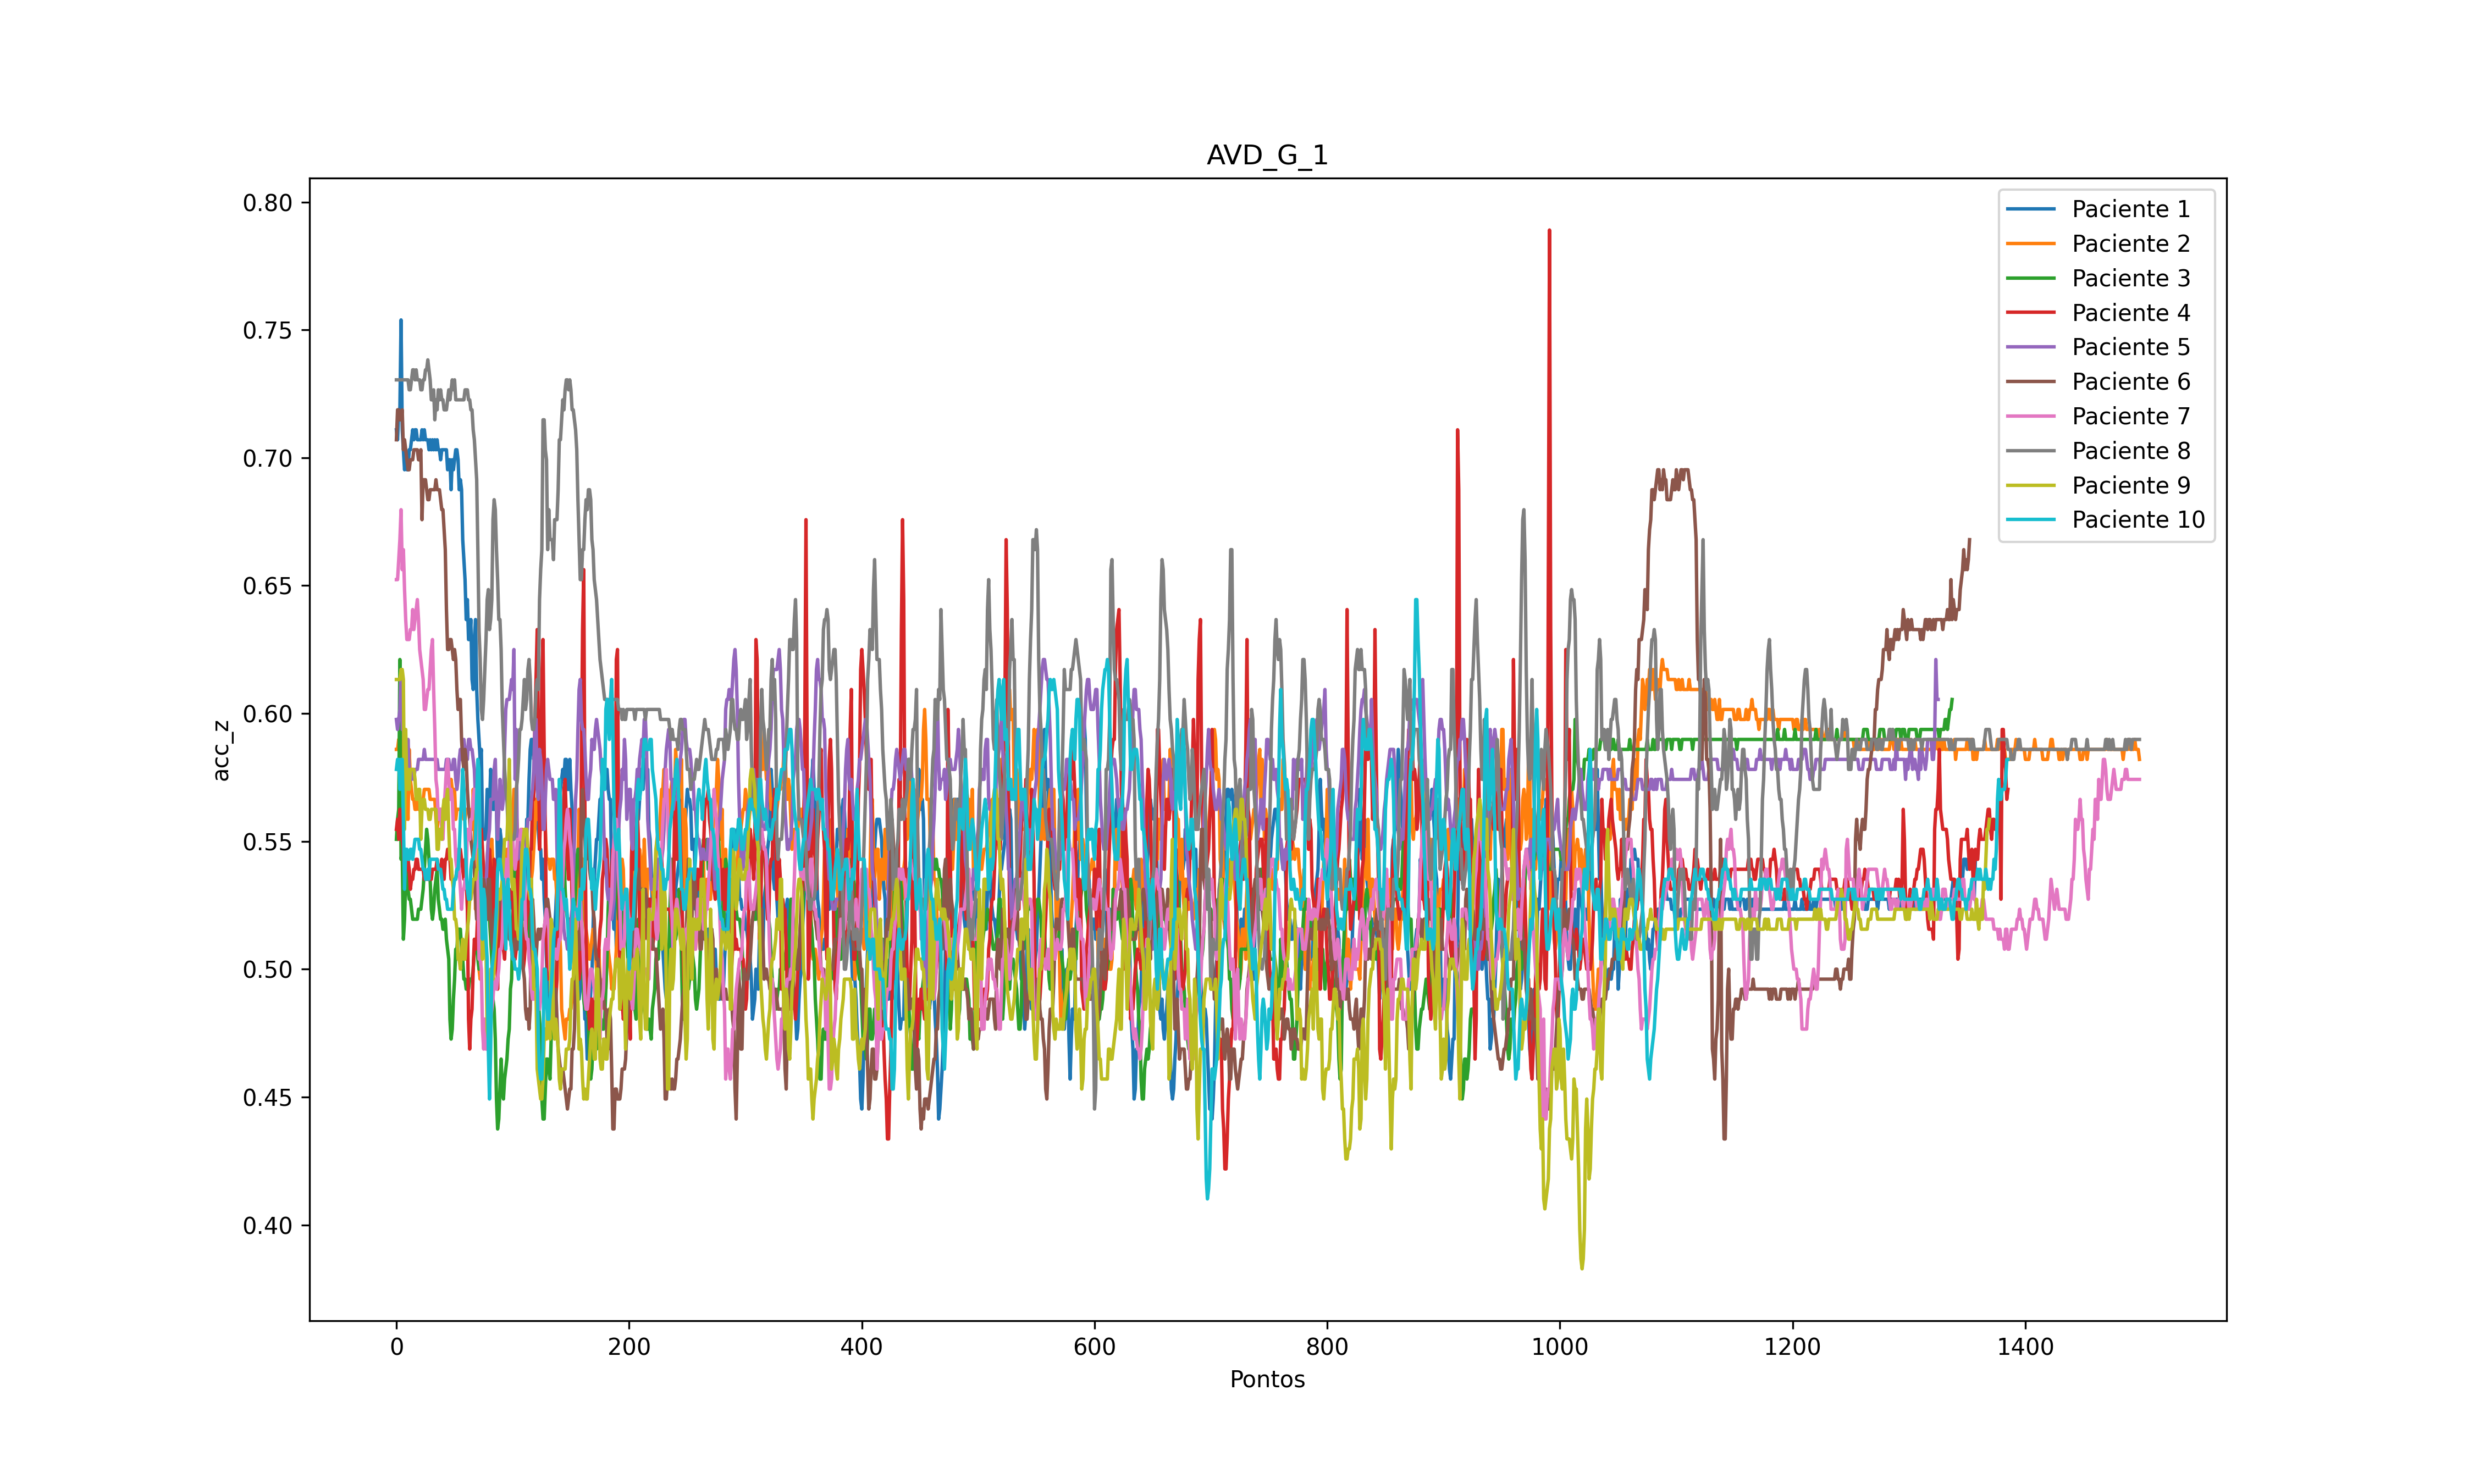 AVD_G_1
0.80
0.75
0.70
0.65
0.60
0.55
0.50
0.45
0.40
acc_z
0
200
400
600
800
1000
1200
1400
Pontos
Paciente 1
Paciente 2
Paciente 3
Paciente 4
Paciente 5
Paciente 6
Paciente 7
Paciente 8
Paciente 9
Paciente 10